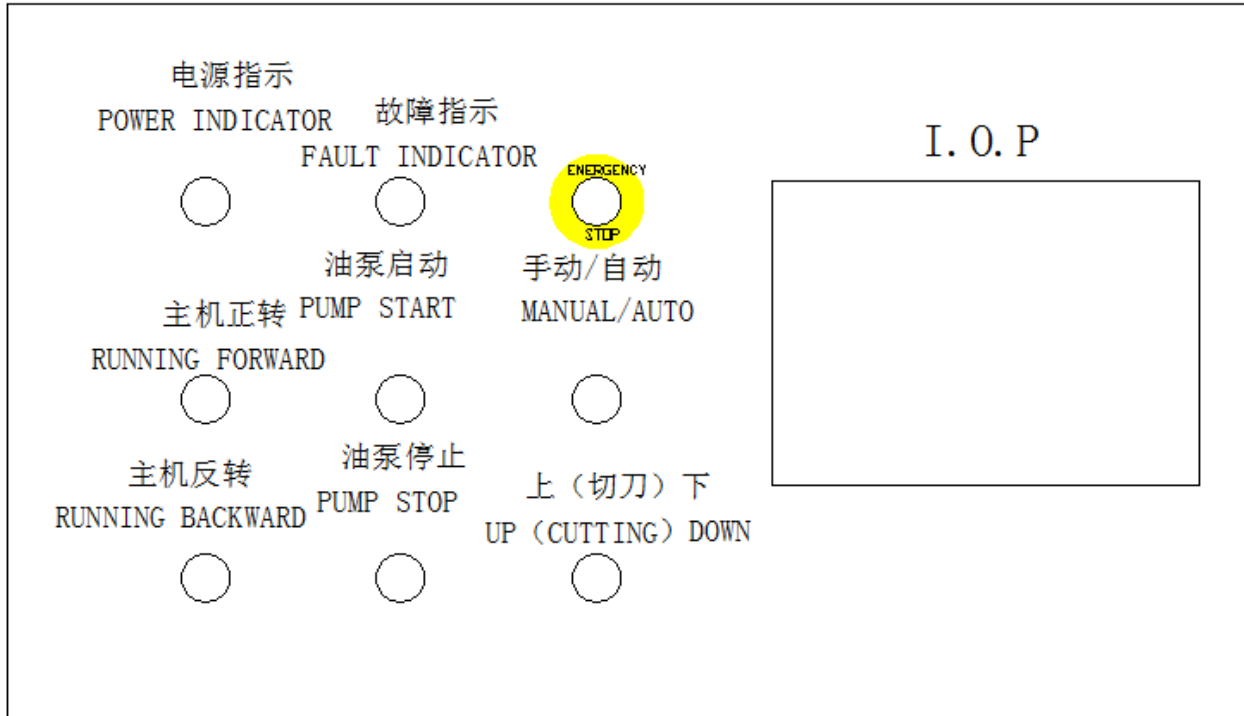 电源指示
POWER INDICATOR
故障指示
FAULT INDICATOR
I.O.P
ENERGENCY
STOP
油泵启动
PUMP START
手动/自动
MANUAL/AUTO
主机正转
RUNNING FORWARD
主机反转
RUNNING BACKWARD
油泵停止
PUMP STOP
上（切刀）下
UP（CUTTING）DOWN